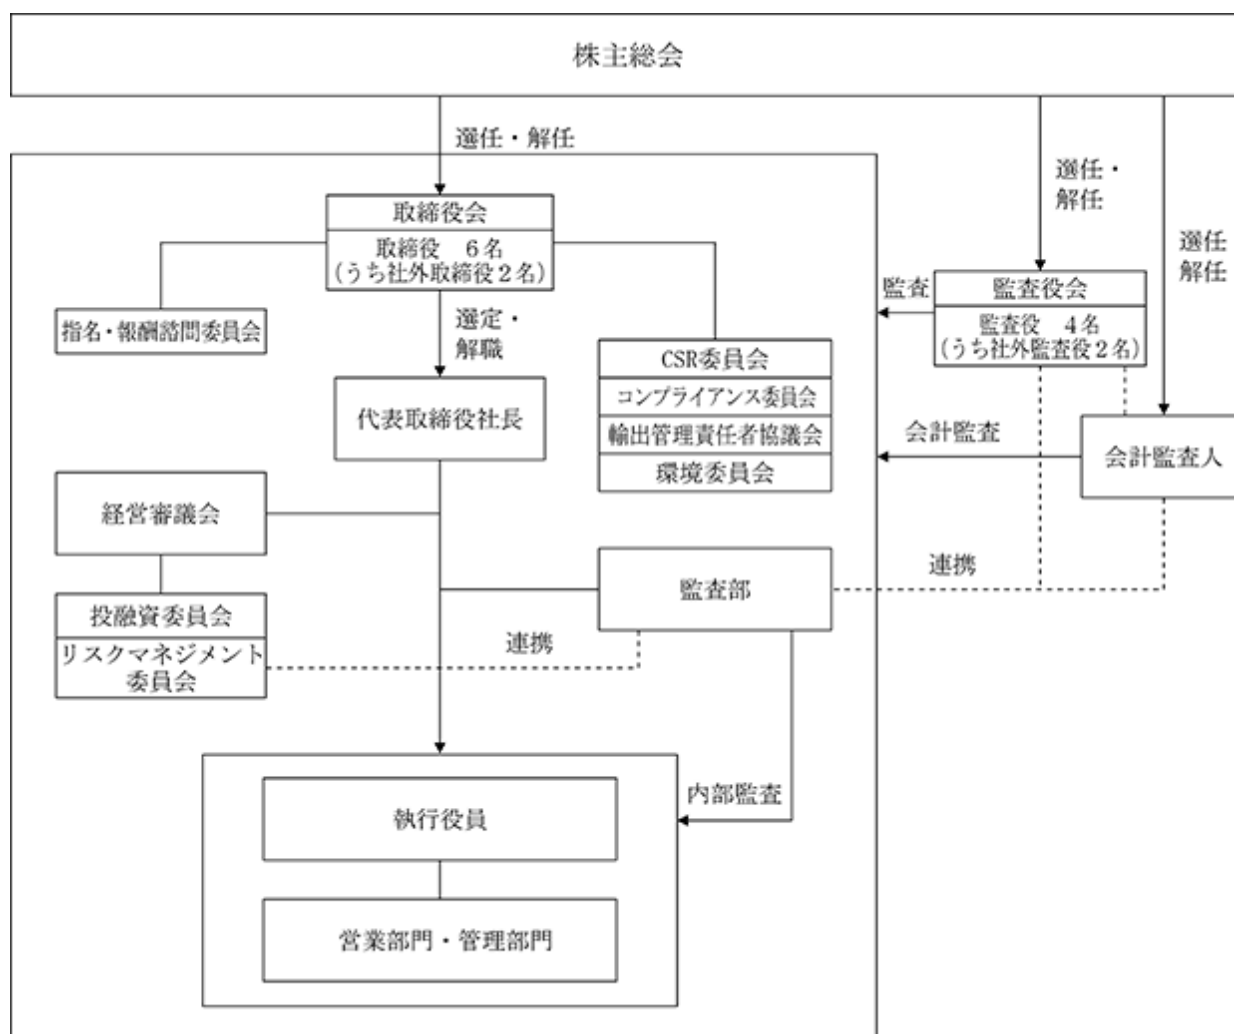 株主総会
選任・解任
選任・
解任
選任
解任
取締役会
取締役　６名
(うち社外取締役２名)
監査
監査役会
監査役　４名
(うち社外監査役２名)
指名・報酬諮問委員会
選定・
解職
CSR委員会
コンプライアンス委員会
輸出管理責任者協議会
環境委員会
代表取締役社長
会計監査
会計監査人
経営審議会
監査部
連携
投融資委員会
リスクマネジメント
委員会
連携
内部監査
執行役員
営業部門・管理部門